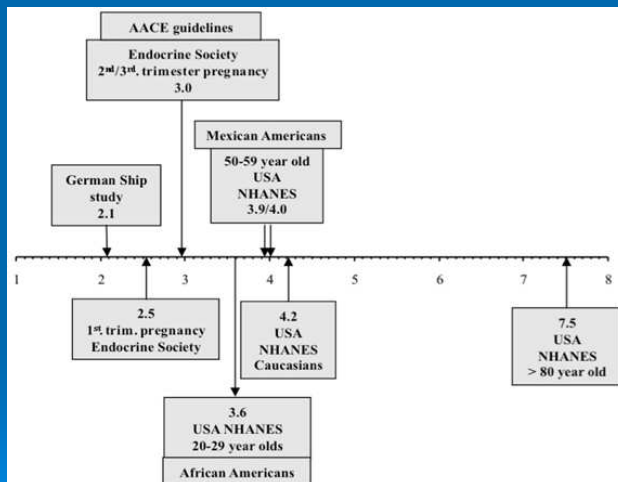 AACE guidelines
Endocrine Society
2nd/3rd. trimester pregnancy
3.0
Mexican Americans
50-59 year old
USA
NHANES
3.9/4.0
German Ship
study
2.1
1 2 3 4 5 6 7 8
2.5
1st. trim. pregnancy
Endocrine Society
4.2
USA
NHANES
Caucasians
7.5
USA
NHANES
> 80 year old
3.6
USA NHANES
20-29 year olds
African Americans